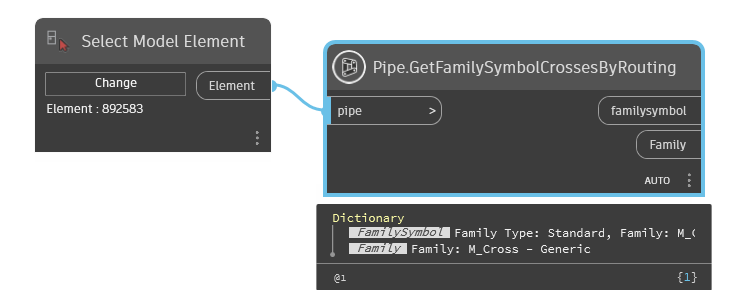 Select Model Element
Change
Element
Element : 892583
Pipe.GetFamilySymbolCrossesByRouting
pipe >
familysymbol
Family
AUTO
Dictionary
FamilySymbol Family Type: Standard, Family: M_C
Family Family: M_Cross - Generic
@1 {1}